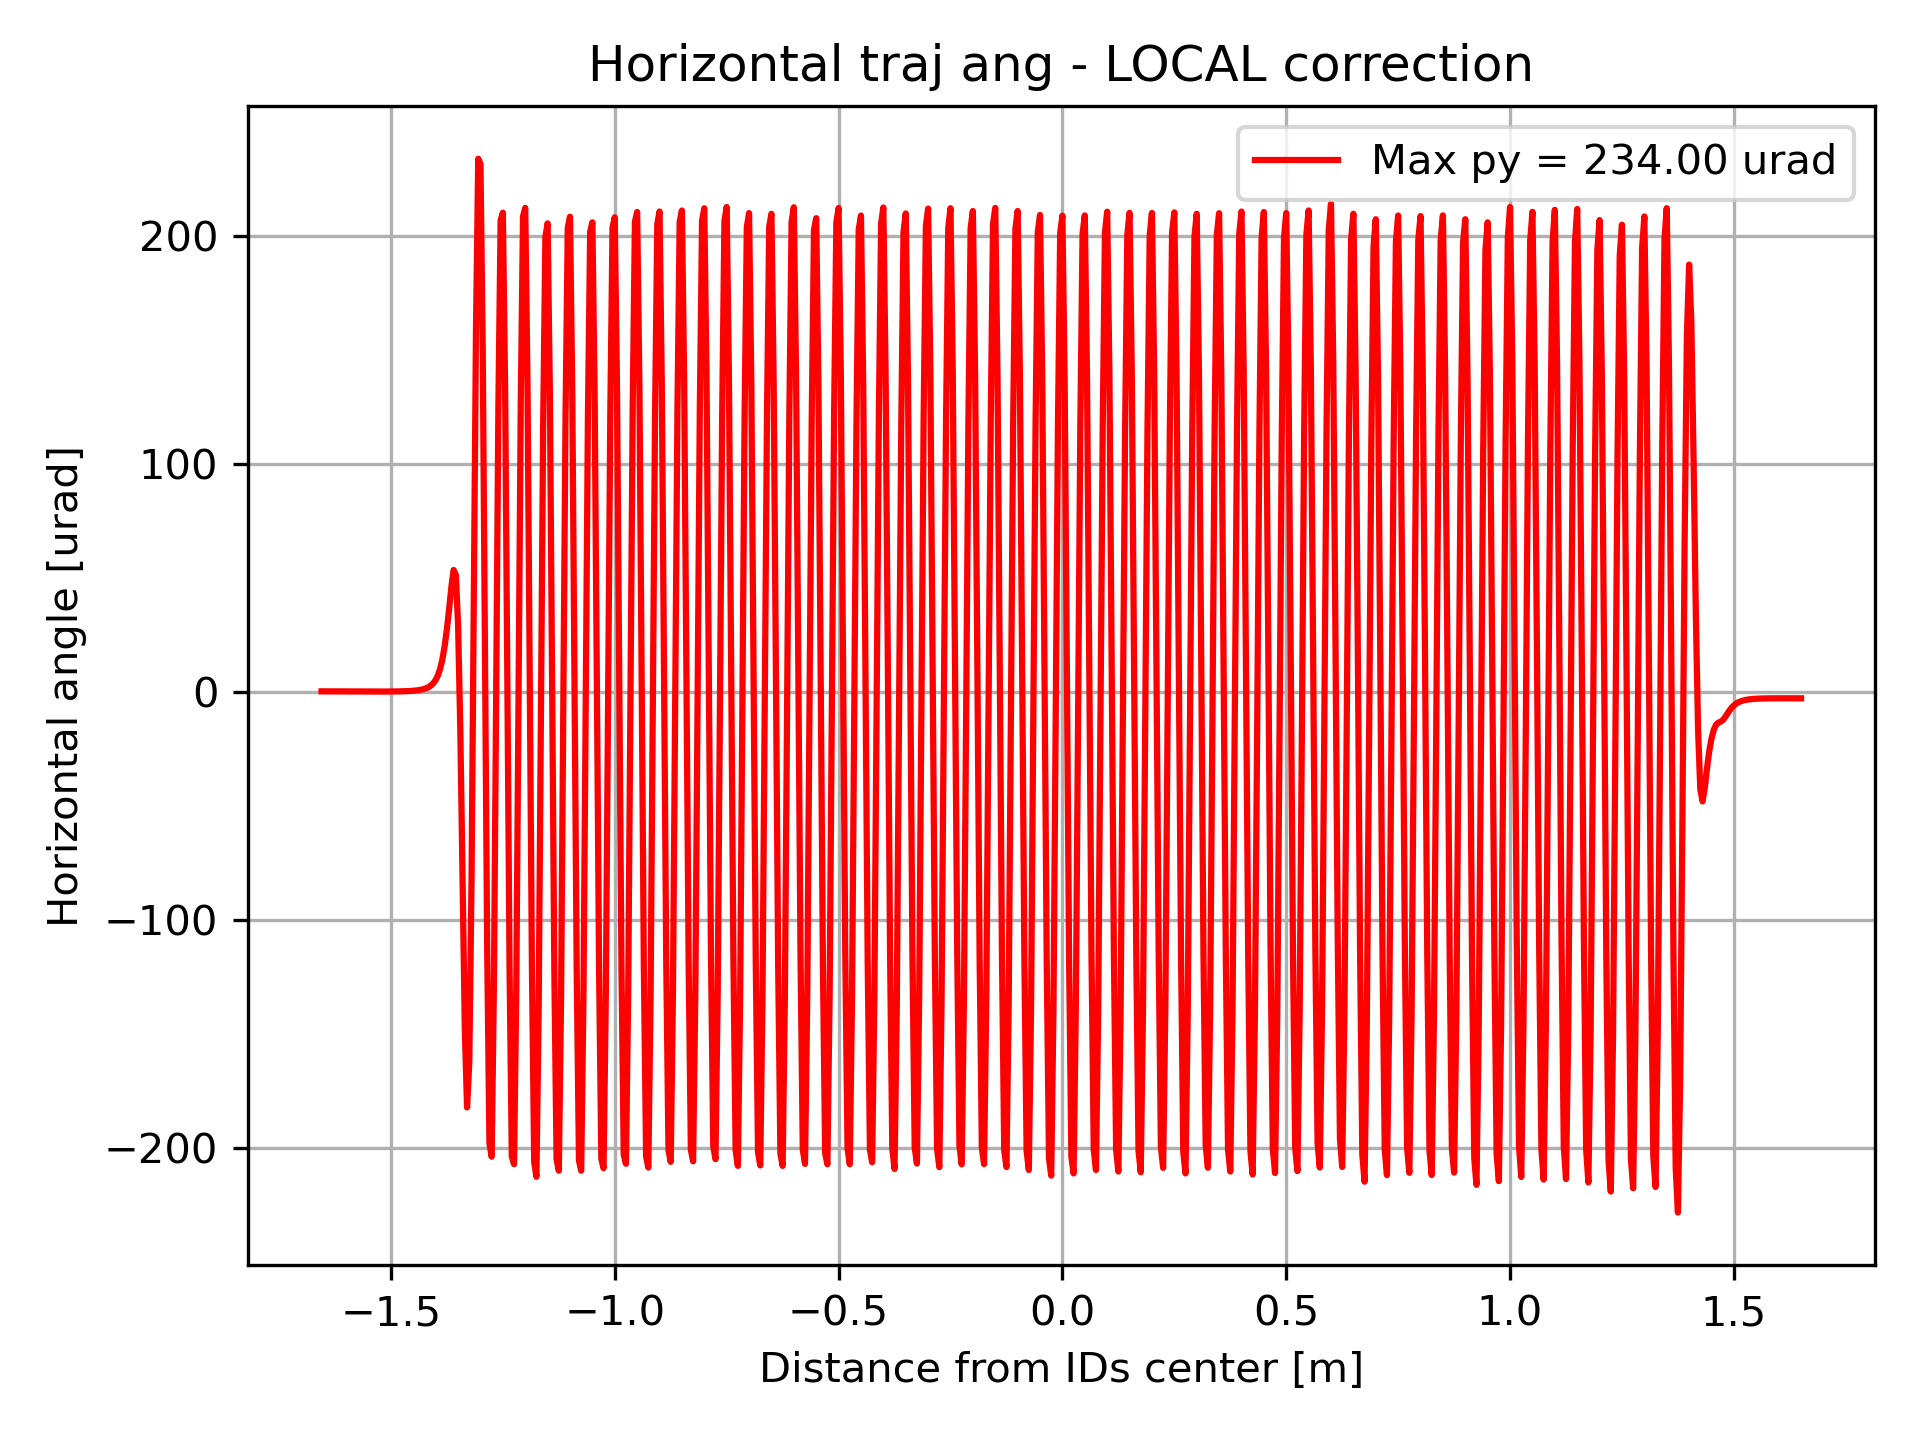 Horizontal traj ang - LOCAL correction
Max py = 234.00 urad
Horizontal angle [urad]
200
100
0
−100
−200
−1.5 −1.0 −0.5 0.0 0.5 1.0 1.5
Distance from IDs center [m]